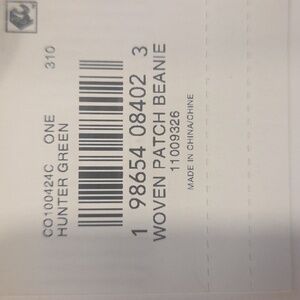 CO100424C ONE 310
HUNTER GREEN
1 98654 08402 3
WOVEN PATCH BEANIE
11009326
MADE IN CHINA/CHINE